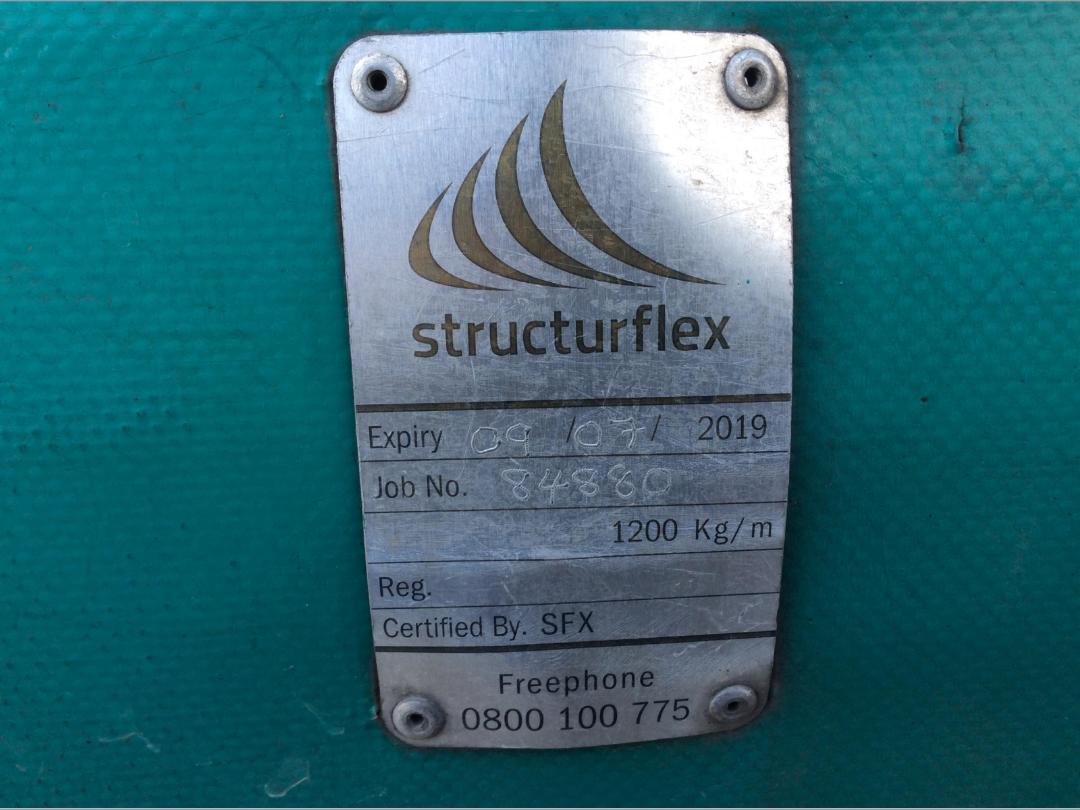 structurflex
Expiry 09 / 07 / 2019
Job No. 84880
1200 Kg/m
Reg.
Certified By. SFX
Freephone
0800 100 775